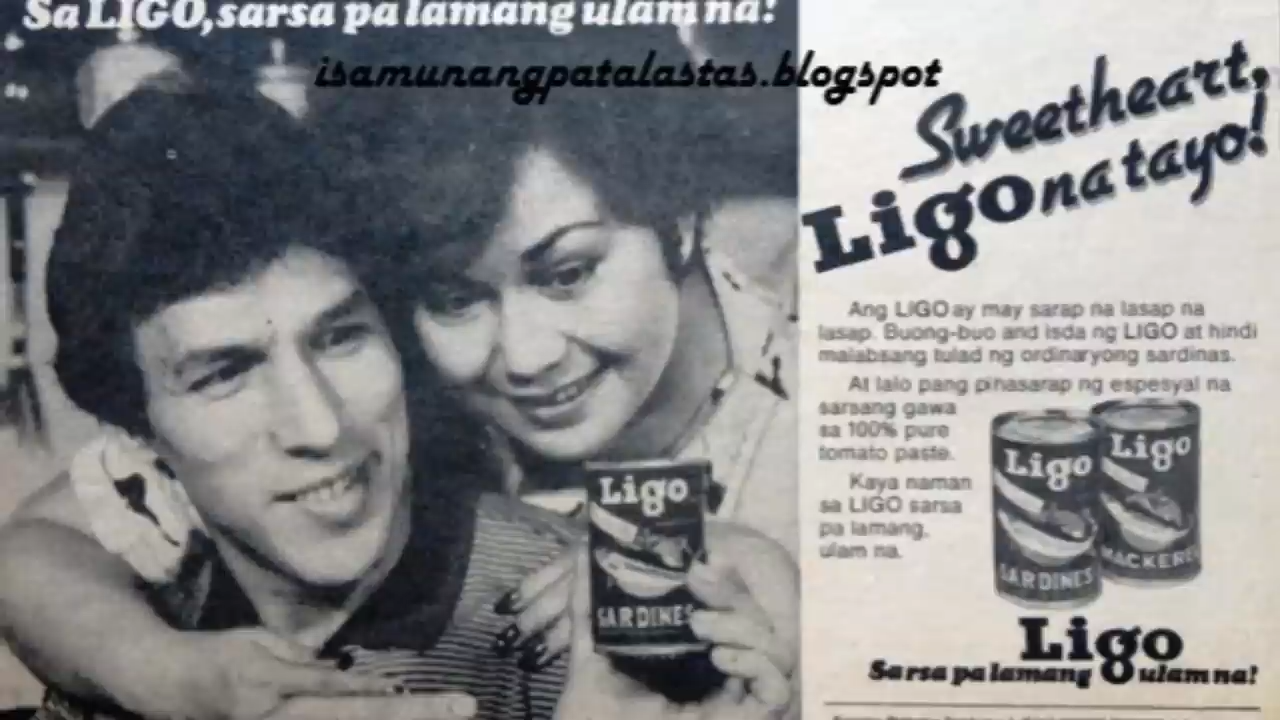 Sa LIGO, sarsa pa lamang ulam na!
isamunangpatalastas.blogspot
Sweetheart,
Ligo na tayo!
Ang LIGO ay may sarap na lasap na
lasap. Buong-buo and isda ng LIGO at hindi
malabsang tulad ng ordinaryong sardinas.
At lalo pang pinasarap ng espesyal na
sarsang gawa
sa 100% pure
tomato paste.
Kaya naman
sa LIGO sarsa
pa lamang,
ulam na.
Ligo
SARDINES
Ligo
SARDINES
Ligo
MACKEREL
Ligo
Sarsa pa lamang ulam na!